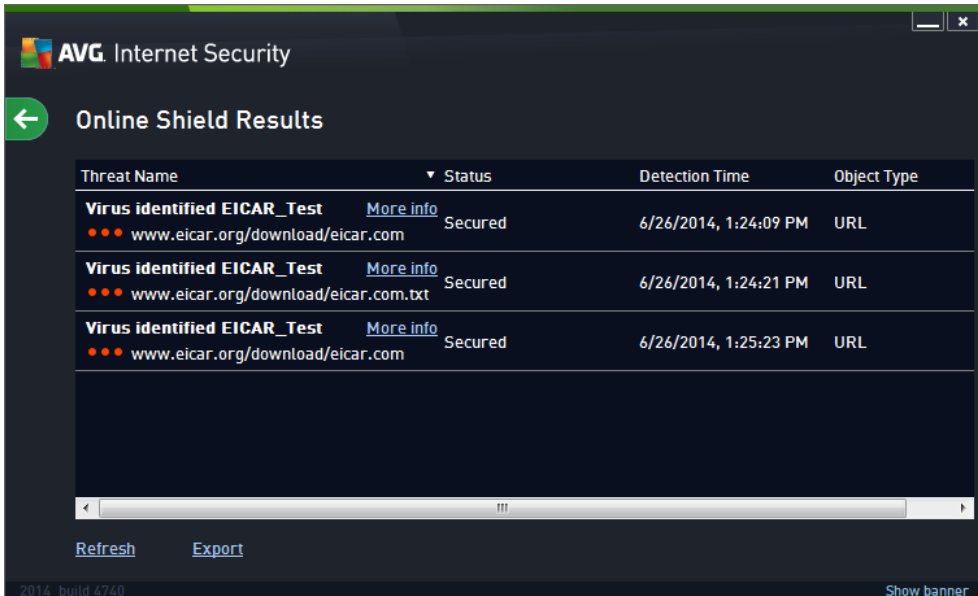 AVG. Internet Security
Online Shield Results
Threat Name Status Detection Time Object Type
Virus identified EICAR_Test More info
www.eicar.org/download/eicar.com Secured 6/26/2014, 1:24:09 PM URL
Virus identified EICAR_Test More info
www.eicar.org/download/eicar.com.txt Secured 6/26/2014, 1:24:21 PM URL
Virus identified EICAR_Test More info
www.eicar.org/download/eicar.com Secured 6/26/2014, 1:25:23 PM URL
Refresh Export
2014 build 4740 Show banner